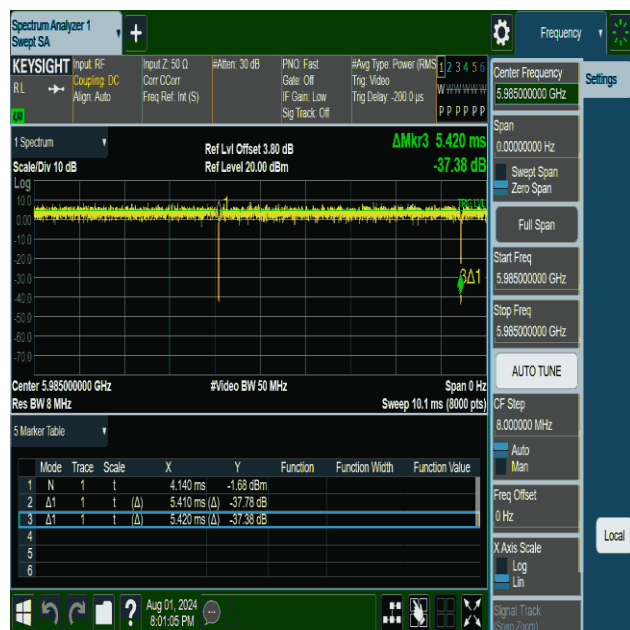 Spectrum Analyzer 1
Swept SA
Frequency
KEYSIGHT
RL
LXI
Input: RF
Coupling: DC
Align: Auto
Input Z: 50 Ω
Corr CCorr
Freq Ref: Int (S)
#Atten: 30 dB
PNO: Fast
Gate: Off
IF Gain: Low
Sig Track: Off
#Avg Type: Power (RMS
Trig: Video
Trig Delay: -200.0 µs
1 2 3 4 5 6
W W W W W W
P P P P P P
Center Frequency
5.985000000 GHz
Settings
Span
0.00000000 Hz
Swept Span
Zero Span
Full Span
Start Freq
5.985000000 GHz
Stop Freq
5.985000000 GHz
AUTO TUNE
CF Step
8.000000 MHz
Auto
Man
Freq Offset
0 Hz
X Axis Scale
Log
Lin
Signal Track
(Span Zoom)
Local
1 Spectrum
Scale/Div 10 dB
Ref Lvl Offset 3.80 dB
Ref Level 20.00 dBm
ΔMkr3 5.420 ms
-37.38 dB
Log
10.0
0.00
-10.0
-20.0
-30.0
-40.0
-50.0
-60.0
-70.0
1
TRIG LVL
3Δ1
Center 5.985000000 GHz
#Video BW 50 MHz
Span 0 Hz
Res BW 8 MHz
Sweep 10.1 ms (8000 pts)
5 Marker Table
Mode Trace Scale X Y Function Function Width Function Value
1 N 1 t 4.140 ms -1.68 dBm
2 Δ1 1 t (Δ) 5.410 ms (Δ) -37.78 dB
3 Δ1 1 t (Δ) 5.420 ms (Δ) -37.38 dB
4
5
6
?
Aug 01, 2024
8:01:05 PM